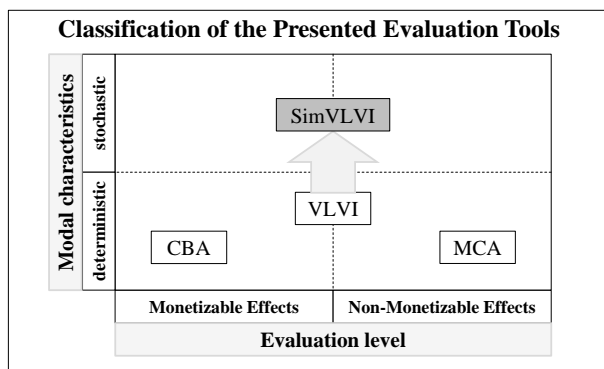 Classification of the Presented Evaluation Tools
Modal characteristics
stochastic
deterministic
SimVLVI
VLVI
CBA
MCA
Monetizable Effects
Non-Monetizable Effects
Evaluation level